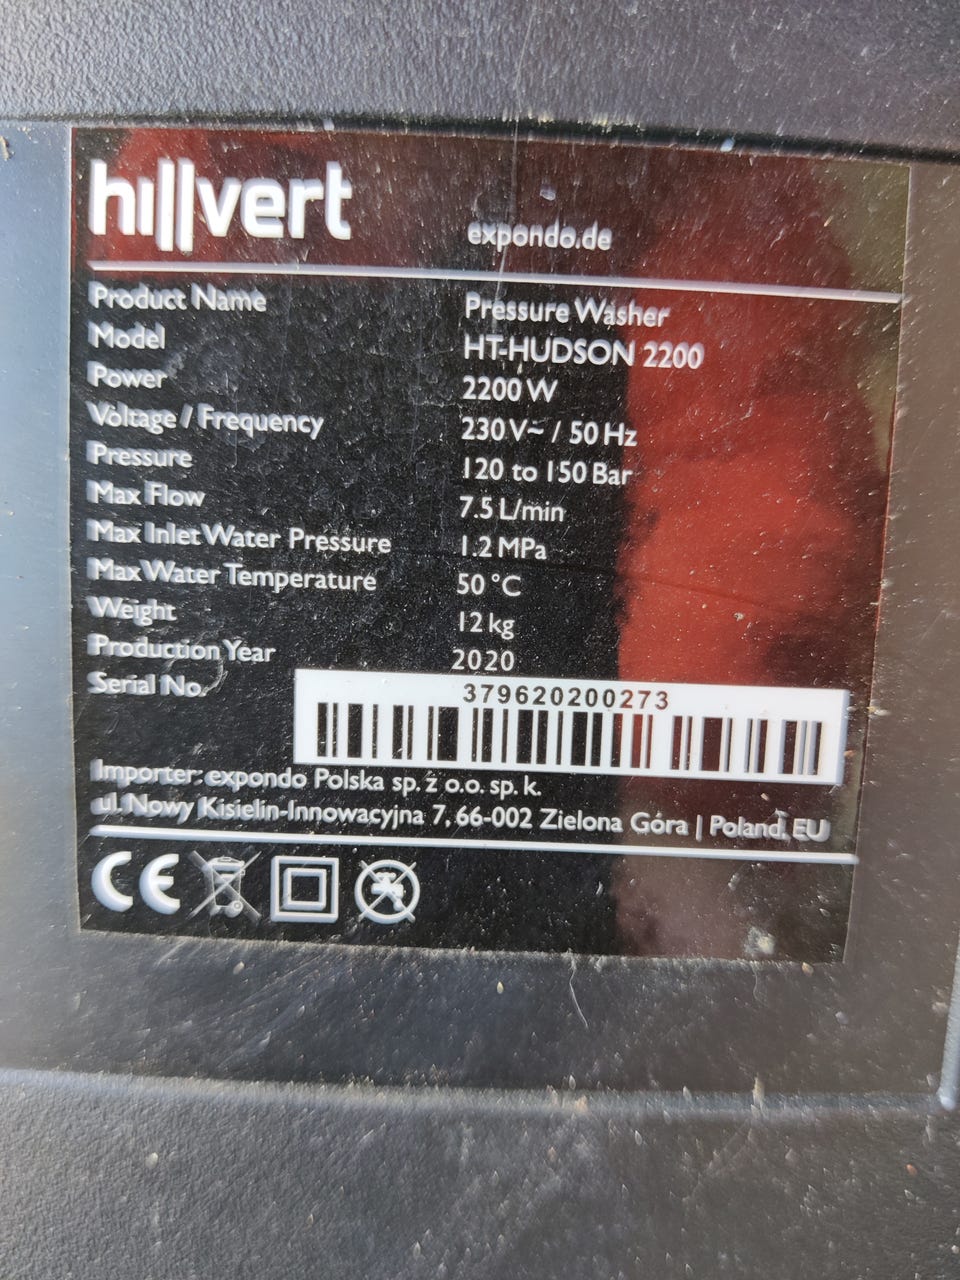 hillvert
expondo.de
Product Name Pressure Washer
Model HT-HUDSON 2200
Power 2200 W
Voltage / Frequency 230 V~ / 50 Hz
Pressure 120 to 150 Bar
Max Flow 7.5 L/min
Max Inlet Water Pressure 1.2 MPa
Max Water Temperature 50 °C
Weight 12 kg
Production Year 2020
Serial No. 379620200273
Importer: expondo Polska sp. z o.o. sp. k.
ul. Nowy Kisielin-Innowacyjna 7, 66-002 Zielona Góra | Poland, EU
CE